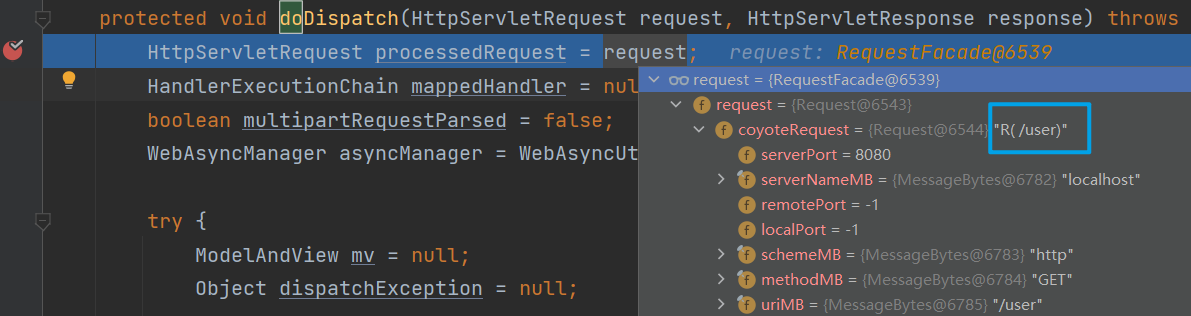 protected void doDispatch(HttpServletRequest request, HttpServletResponse response) throws
HttpServletRequest processedRequest = request; request: RequestFacade@6539
HandlerExecutionChain mappedHandler = nul
boolean multipartRequestParsed = false;
WebAsyncManager asyncManager = WebAsyncUt
try {
ModelAndView mv = null;
Object dispatchException = null;
request = {RequestFacade@6539}
request = {Request@6543}
coyoteRequest = {Request@6544} "R( /user)"
serverPort = 8080
serverNameMB = {MessageBytes@6782} "localhost"
remotePort = -1
localPort = -1
schemeMB = {MessageBytes@6783} "http"
methodMB = {MessageBytes@6784} "GET"
uriMB = {MessageBytes@6785} "/user"